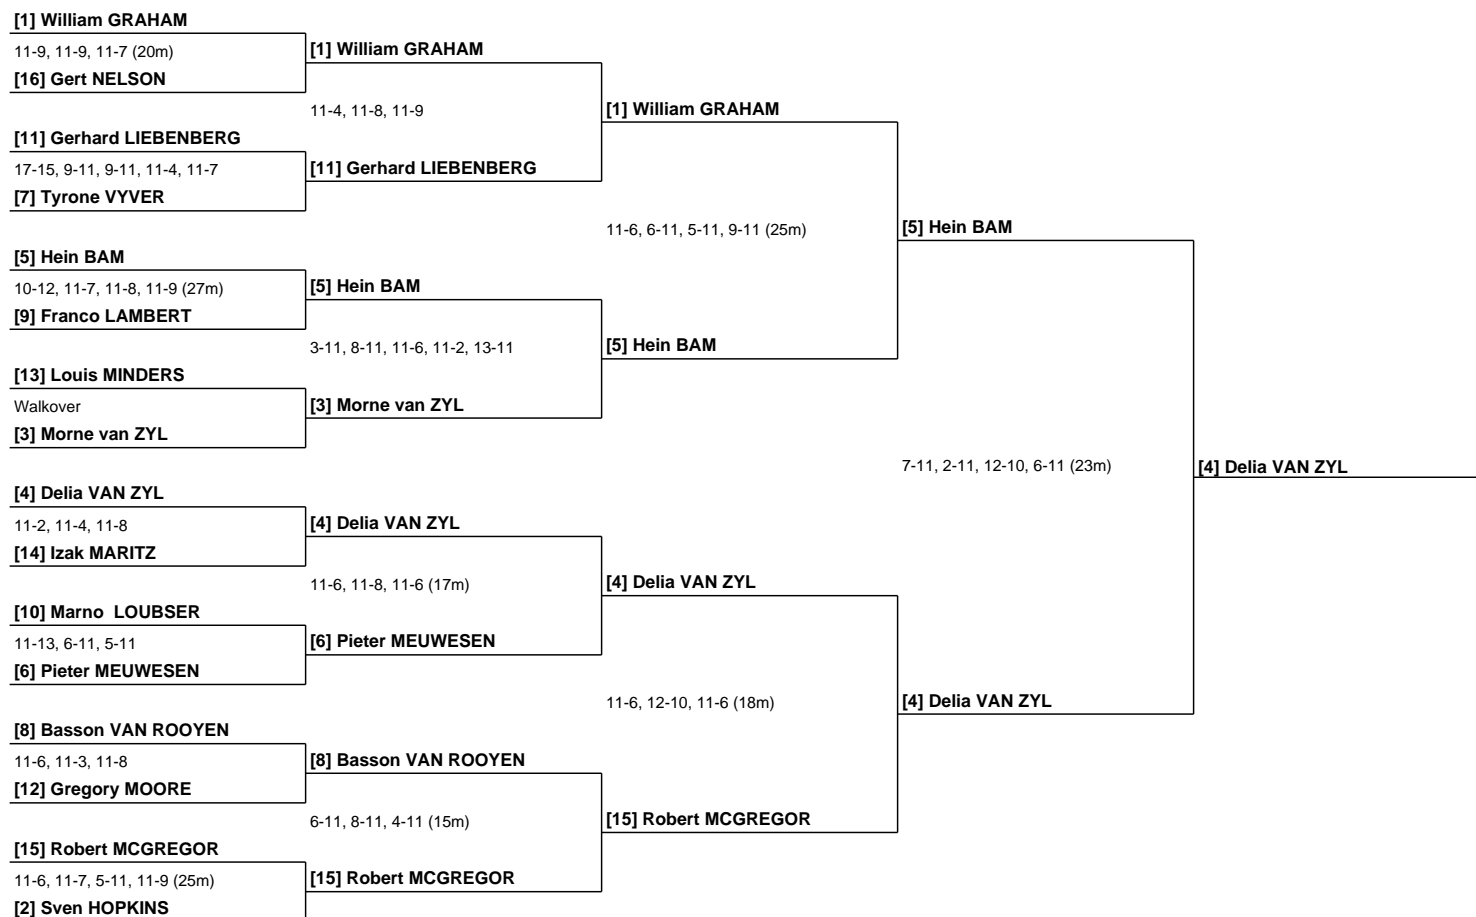 [1] William GRAHAM
11-9, 11-9, 11-7 (20m)
[16] Gert NELSON
[11] Gerhard LIEBENBERG
17-15, 9-11, 9-11, 11-4, 11-7
[7] Tyrone VYVER
[5] Hein BAM
10-12, 11-7, 11-8, 11-9 (27m)
[9] Franco LAMBERT
[13] Louis MINDERS
Walkover
[3] Morne van ZYL
[4] Delia VAN ZYL
11-2, 11-4, 11-8
[14] Izak MARITZ
[10] Marno  LOUBSER
11-13, 6-11, 5-11
[6] Pieter MEUWESEN
[8] Basson VAN ROOYEN
11-6, 11-3, 11-8
[12] Gregory MOORE
[15] Robert MCGREGOR
11-6, 11-7, 5-11, 11-9 (25m)
[2] Sven HOPKINS
[1] William GRAHAM
11-4, 11-8, 11-9
[11] Gerhard LIEBENBERG
[5] Hein BAM
3-11, 8-11, 11-6, 11-2, 13-11
[3] Morne van ZYL
[4] Delia VAN ZYL
11-6, 11-8, 11-6 (17m)
[6] Pieter MEUWESEN
[8] Basson VAN ROOYEN
6-11, 8-11, 4-11 (15m)
[15] Robert MCGREGOR
[1] William GRAHAM
11-6, 6-11, 5-11, 9-11 (25m)
[5] Hein BAM
[4] Delia VAN ZYL
11-6, 12-10, 11-6 (18m)
[15] Robert MCGREGOR
[5] Hein BAM
7-11, 2-11, 12-10, 6-11 (23m)
[4] Delia VAN ZYL
[4] Delia VAN ZYL